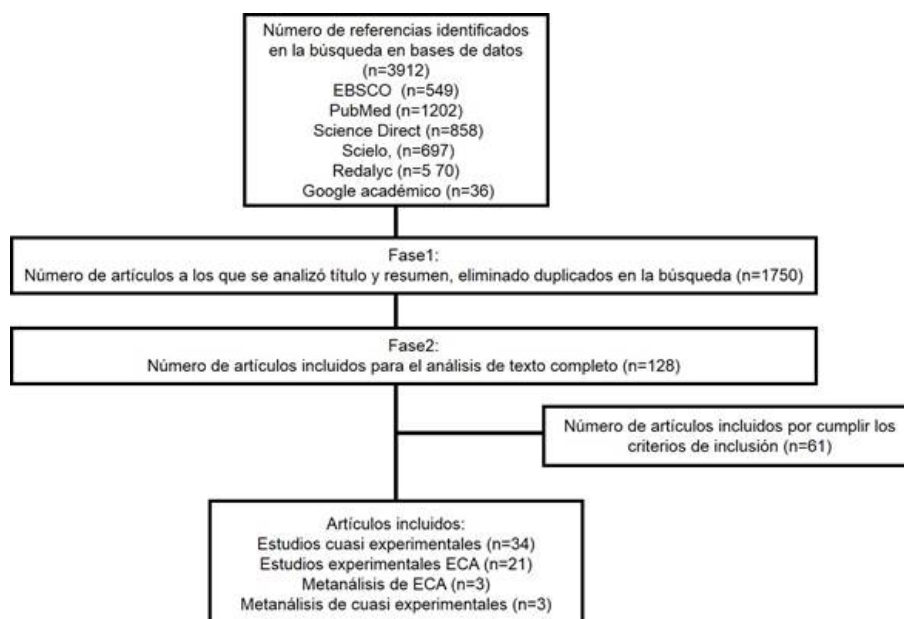 Número de referencias identificados
en la búsqueda en bases de datos
(n=3912)
EBSCO (n=549)
PubMed (n=1202)
Science Direct (n=858)
Scielo, (n=697)
Redalyc (n=5 70)
Google académico (n=36)
Fase1:
Número de artículos a los que se analizó título y resumen, eliminado duplicados en la búsqueda (n=1750)
Fase2:
Número de artículos incluidos para el análisis de texto completo (n=128)
Número de artículos incluidos por cumplir los
criterios de inclusión (n=61)
Artículos incluidos:
Estudios cuasi experimentales (n=34)
Estudios experimentales ECA (n=21)
Metanálisis de ECA (n=3)
Metanálisis de cuasi experimentales (n=3)